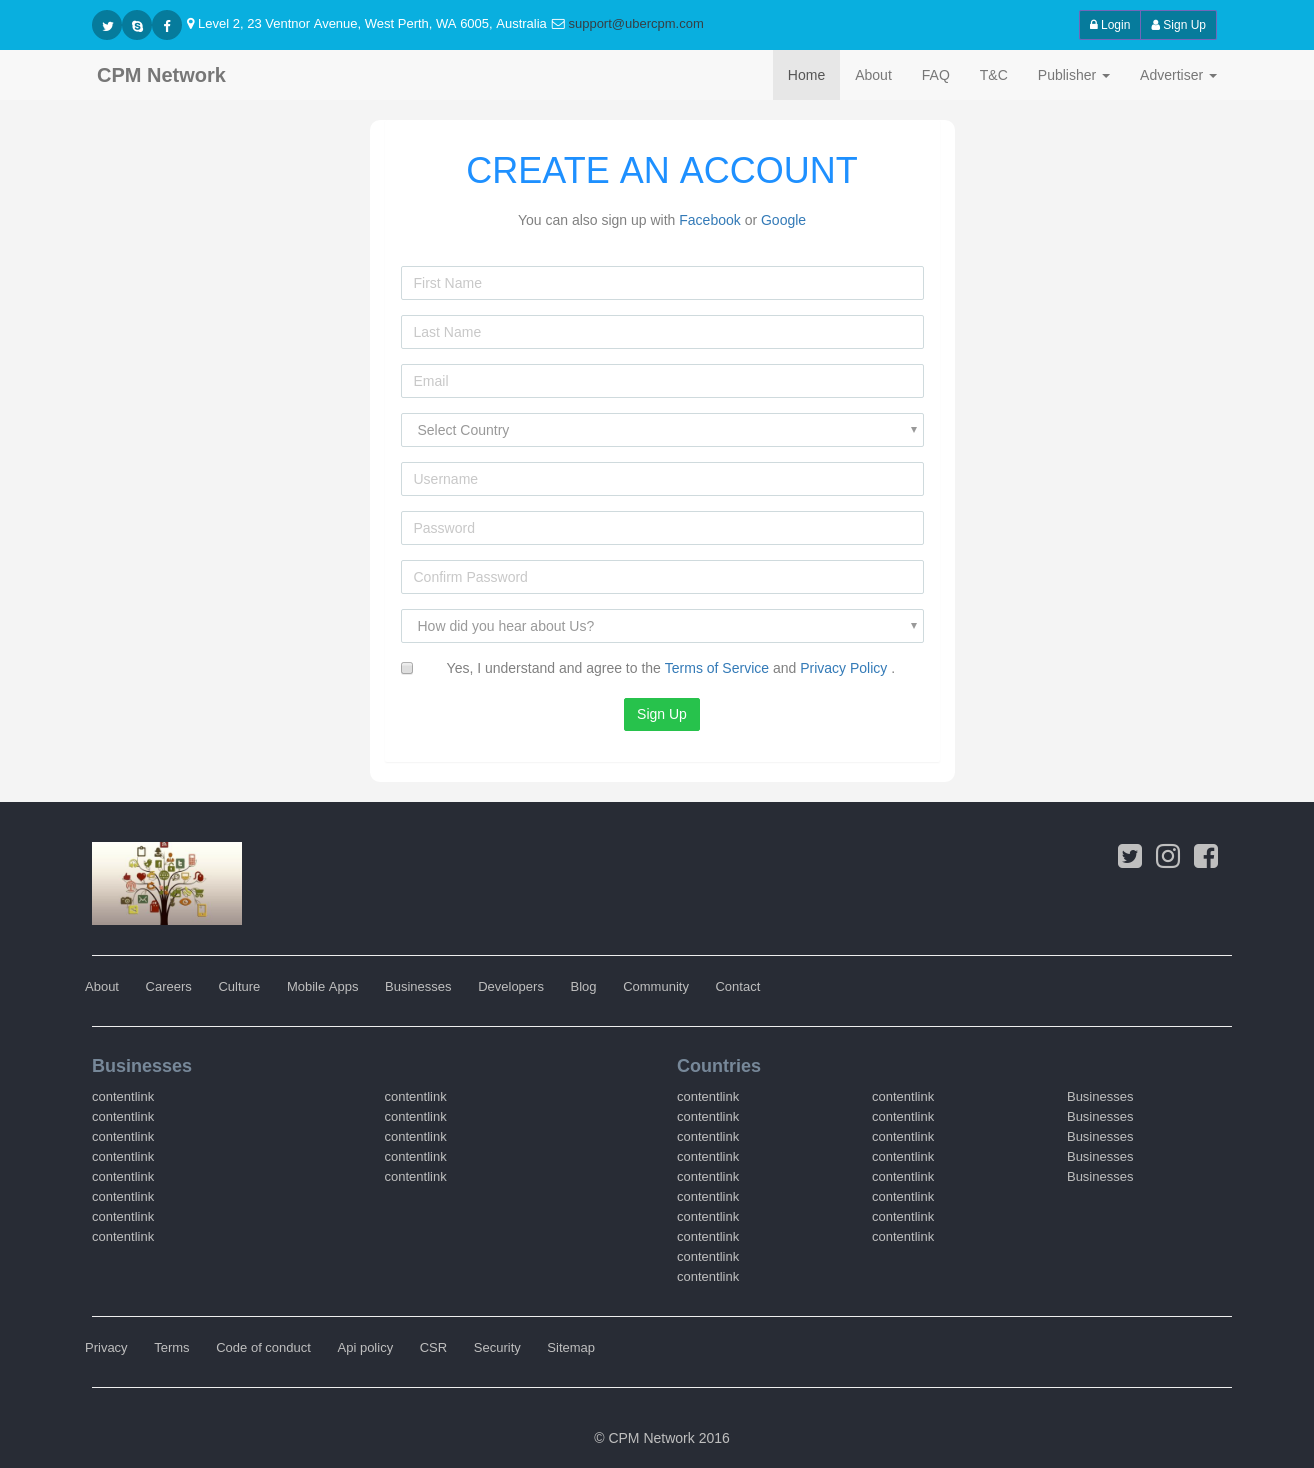 Level 2, 23 Ventnor Avenue, West Perth, WA 6005, Australia support@ubercpm.com Login Sign Up
CPM Network Home About FAQ T&C Publisher Advertiser
CREATE AN ACCOUNT
You can also sign up with Facebook or Google
First Name
Last Name
Email
Select Country
Username
Password
Confirm Password
How did you hear about Us?
Yes, I understand and agree to the Terms of Service and Privacy Policy .
Sign Up
About Careers Culture Mobile Apps Businesses Developers Blog Community Contact
Businesses Countries
contentlink contentlink contentlink contentlink Businesses
contentlink contentlink contentlink contentlink Businesses
contentlink contentlink contentlink contentlink Businesses
contentlink contentlink contentlink contentlink Businesses
contentlink contentlink contentlink contentlink Businesses
contentlink contentlink contentlink
contentlink contentlink contentlink
contentlink contentlink contentlink
contentlink
contentlink
Privacy Terms Code of conduct Api policy CSR Security Sitemap
© CPM Network 2016